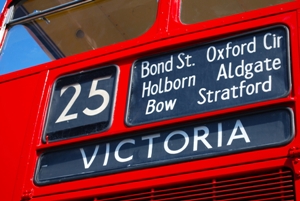 25
Bond St. Oxford Cir
Holborn Aldgate
Bow Stratford
VICTORIA